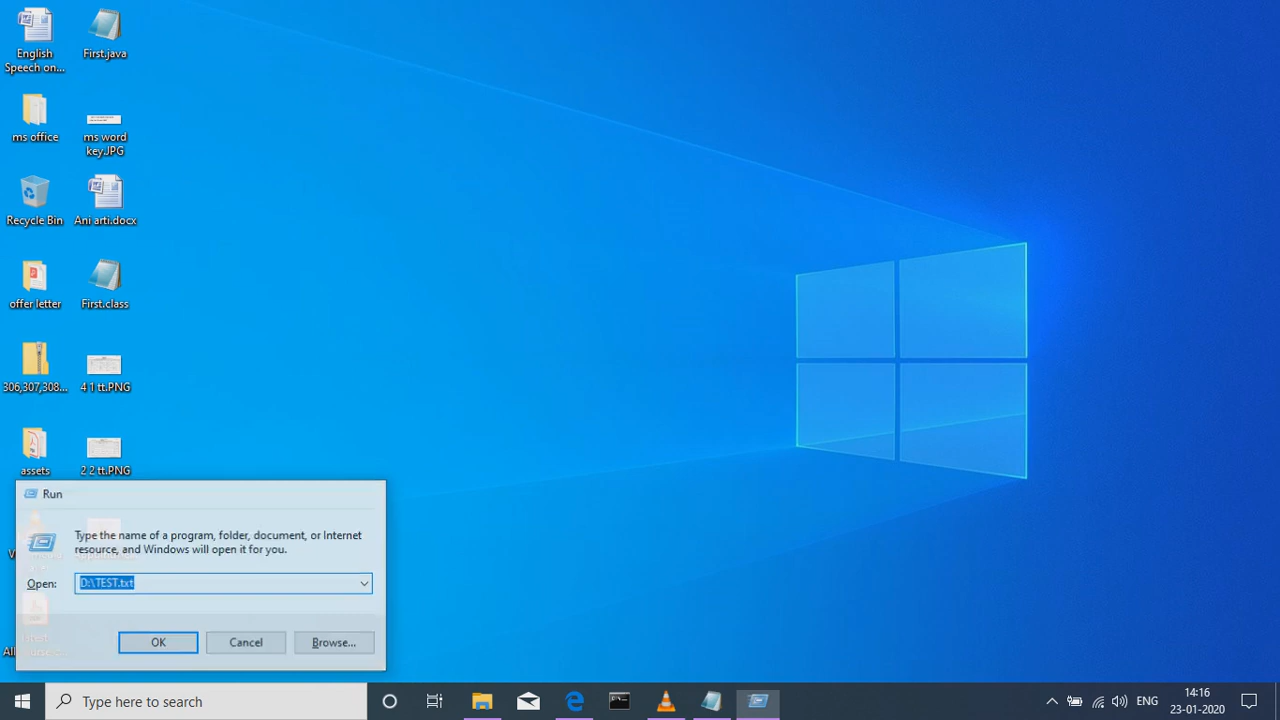 English
Speech on...
First.java
ms office
ms word
key.JPG
Recycle Bin
Ani arti.docx
offer letter
First.class
306,307,308...
4 1 tt.PNG
assets
2 2 tt.PNG
Run
Type the name of a program, folder, document, or Internet
resource, and Windows will open it for you.
Open:
D:\TEST.txt
OK
Cancel
Browse...
Type here to search
ENG
14:16
23-01-2020